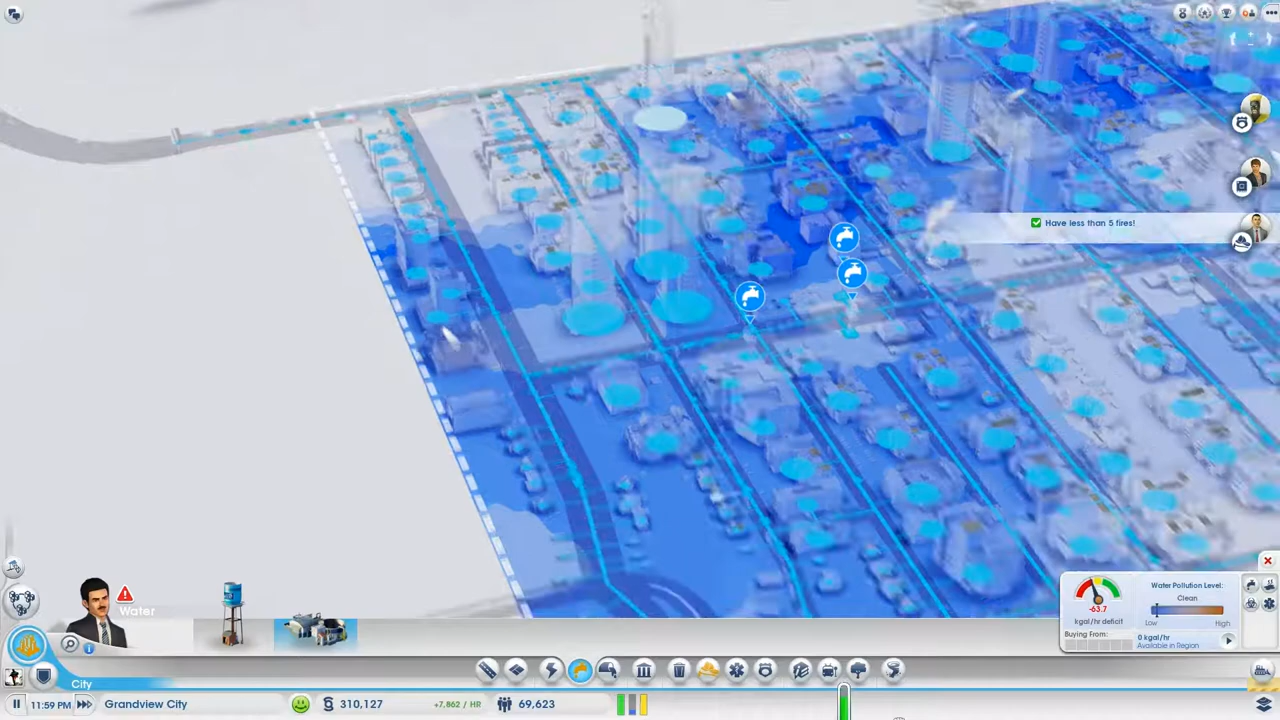 Have less than 5 fires!
Water
Water Pollution Level:
Clean
Low High
-63.7
kgal/hr deficit
Buying From:
0 kgal/hr
Available in Region
City
11:59 PM
Grandview City
310,127
+7,862 / HR
69,623